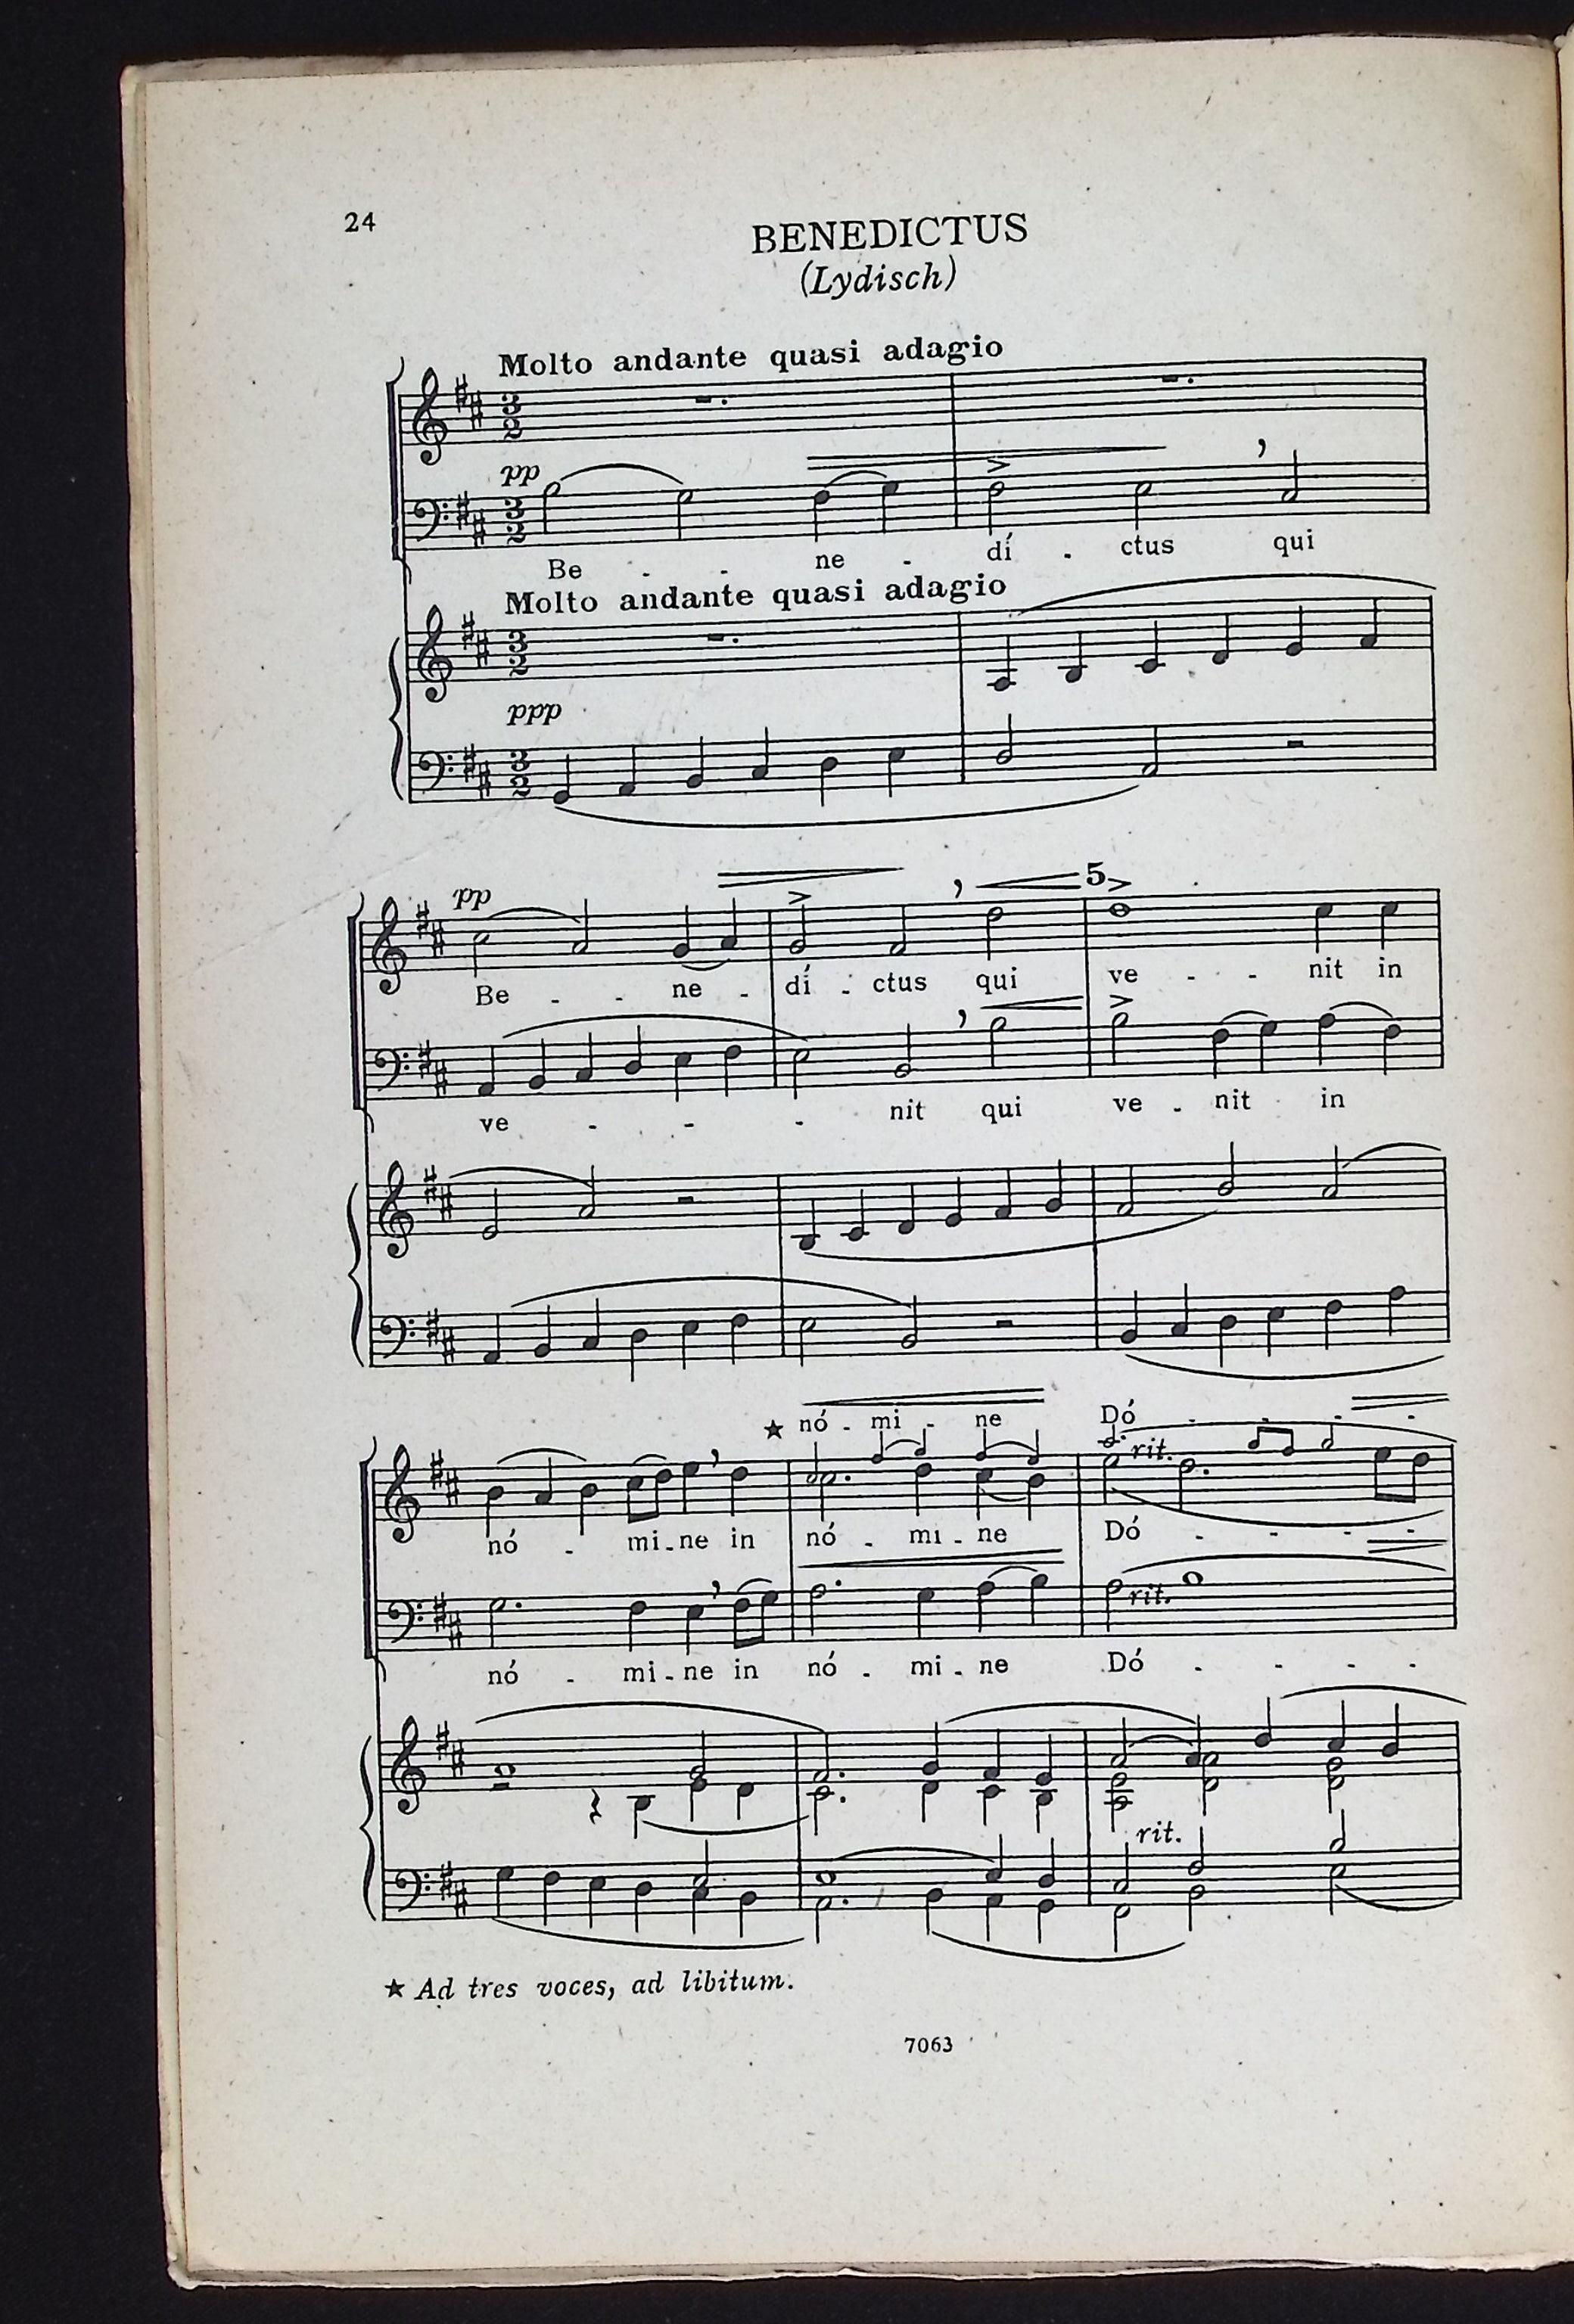 24
BENEDICTUS
(Lydisch)
Molto andante quasi adagio
pp
Be - - ne - dí - ctus qui
Molto andante quasi adagio
ppp
pp
5
Be - - ne - dí - ctus qui ve - - nit in
ve - - - nit qui ve - nit in
★ nó - mi - ne Dó - - - -
rit.
nó - mi - ne in nó - mi - ne Dó - - - -
rit.
nó - mi - ne in nó - mi - ne Dó - - - -
rit.
★ Ad tres voces, ad libitum.
7063